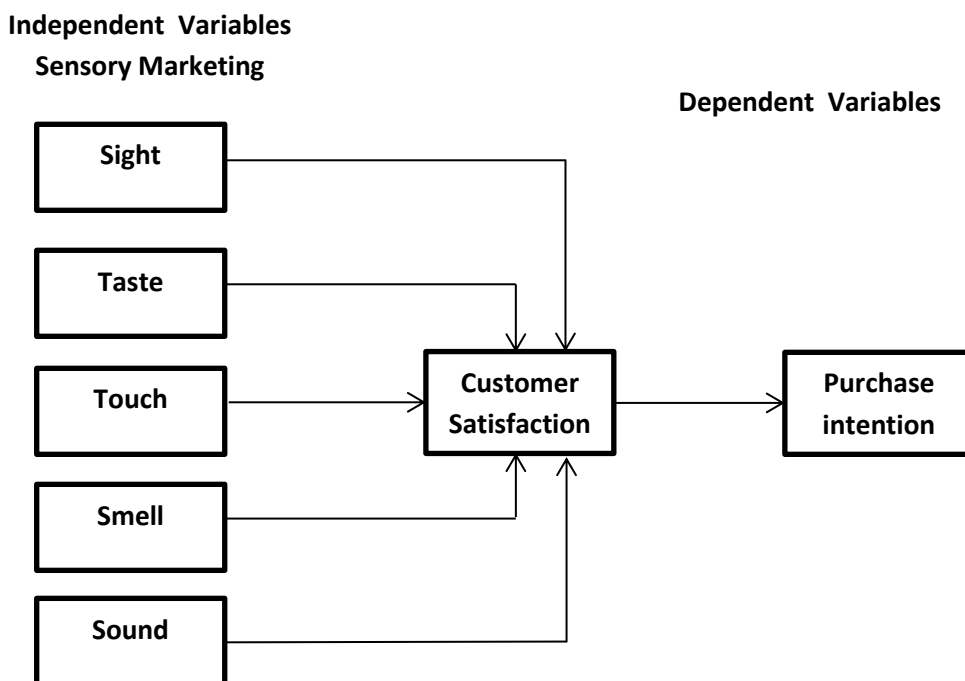 Independent Variables
Sensory Marketing
Dependent Variables
Sight
Taste
Touch
Customer
Satisfaction
Purchase
intention
Smell
Sound